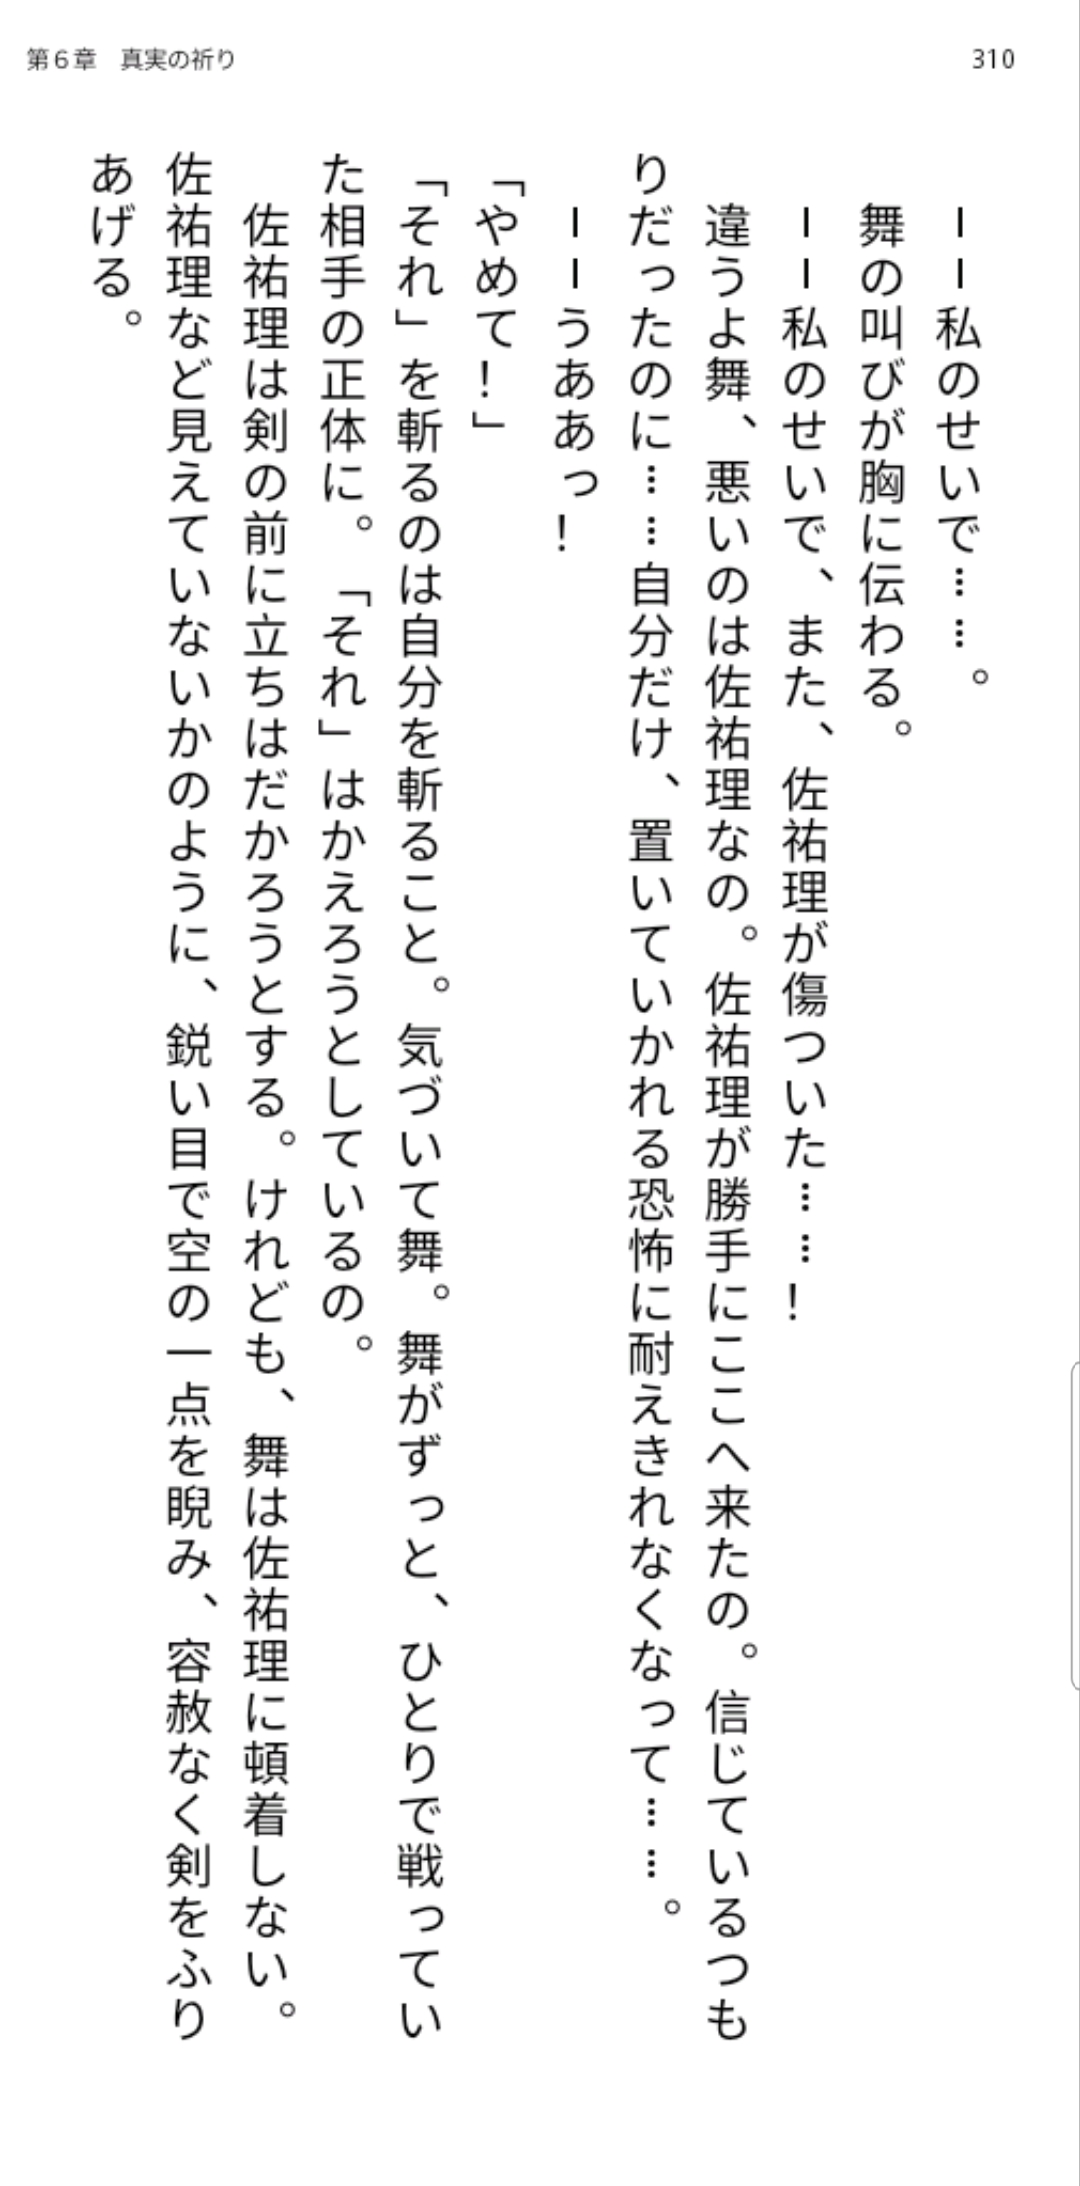 第６章　真実の祈り
310
　――私のせいで……。
　舞の叫びが胸に伝わる。
　――私のせいで、また、佐祐理が傷ついた……！
　違うよ舞、悪いのは佐祐理なの。佐祐理が勝手にここへ来たの。信じているつも
りだったのに……自分だけ、置いていかれる恐怖に耐えきれなくなって……。
　――うああっ！
「やめて！」
「それ」を斬るのは自分を斬ること。気づいて舞。舞がずっと、ひとりで戦ってい
た相手の正体に。「それ」はかえろうとしているの。
　佐祐理は剣の前に立ちはだかろうとする。けれども、舞は佐祐理に頓着しない。
佐祐理など見えていないかのように、鋭い目で空の一点を睨み、容赦なく剣をふり
あげる。